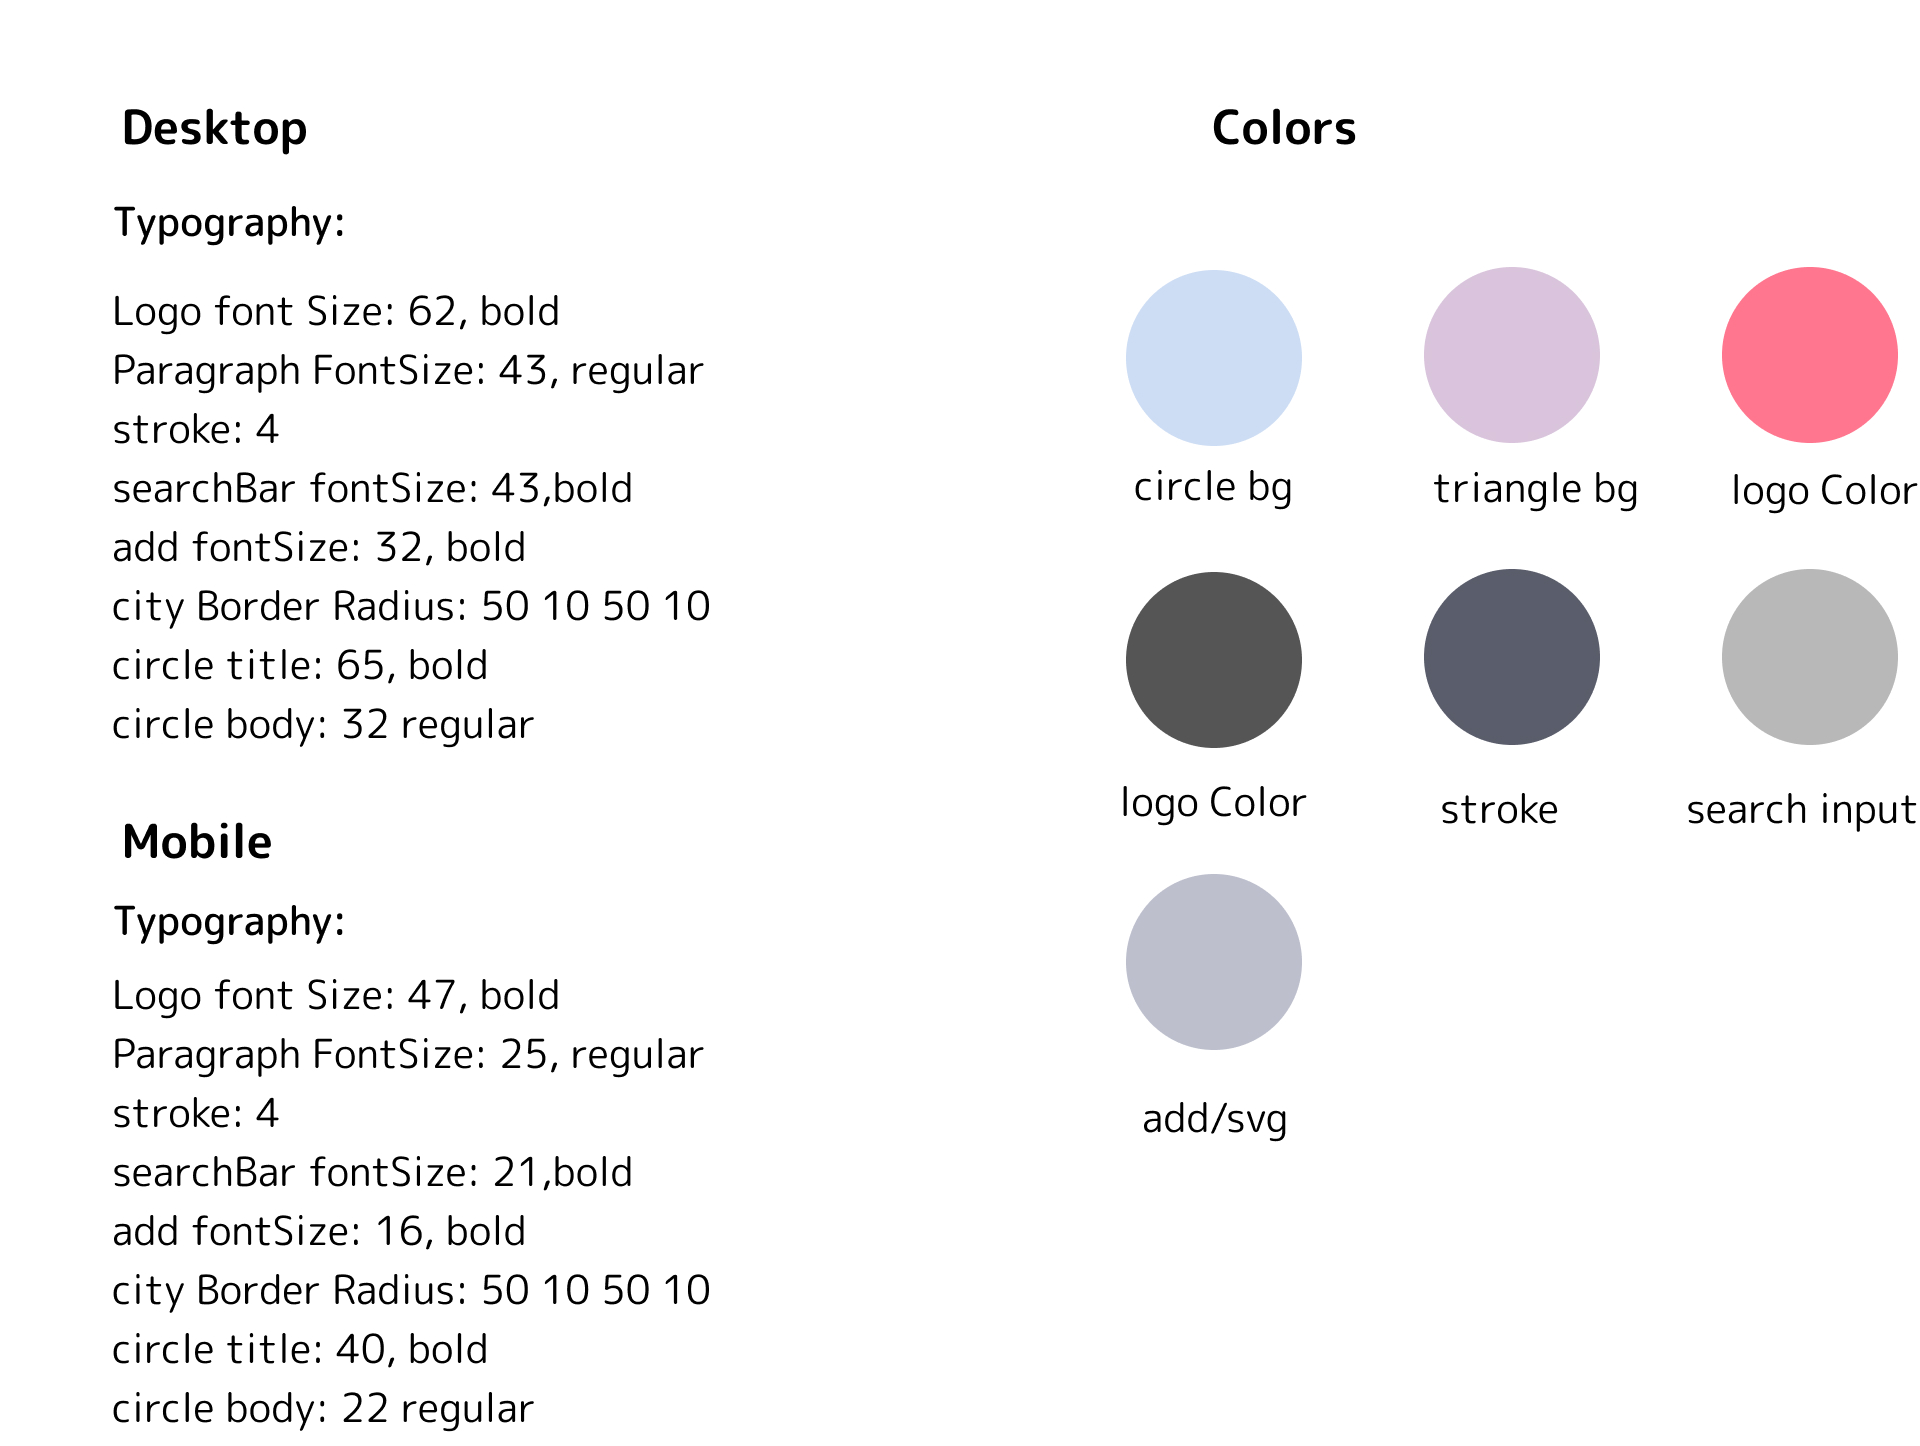 Desktop
Typography:
Logo font Size: 62, bold
Paragraph FontSize: 43, regular
stroke: 4
searchBar fontSize: 43,bold
add fontSize: 32, bold
city Border Radius: 50 10 50 10
circle title: 65, bold
circle body: 32 regular
Mobile
Typography:
Logo font Size: 47, bold
Paragraph FontSize: 25, regular
stroke: 4
searchBar fontSize: 21,bold
add fontSize: 16, bold
city Border Radius: 50 10 50 10
circle title: 40, bold
circle body: 22 regular
Colors
circle bg
triangle bg
logo Color
logo Color
stroke
search input
add/svg